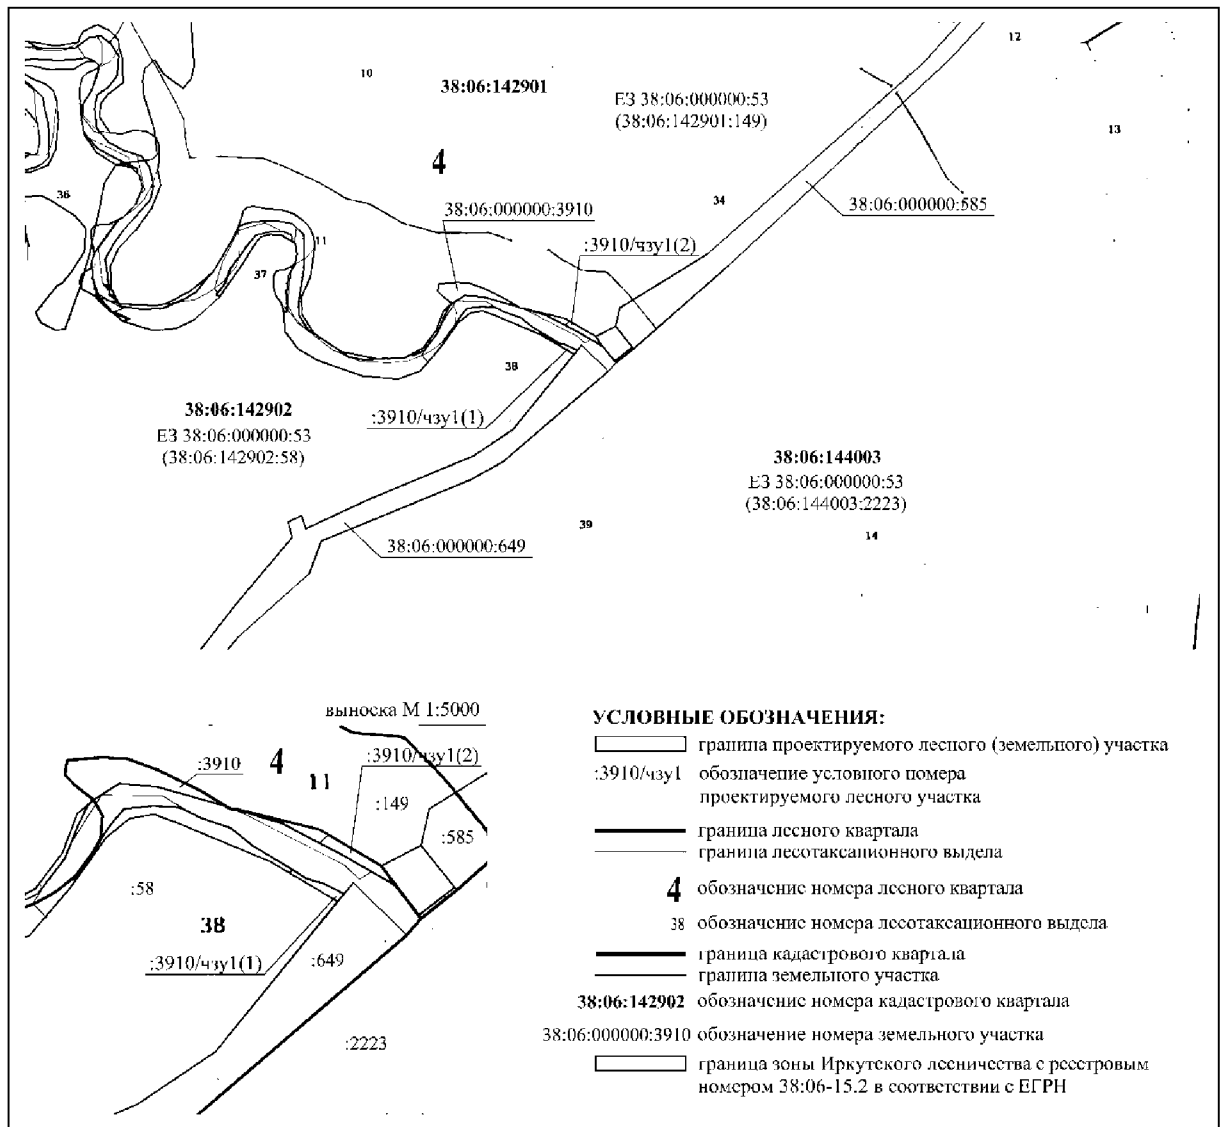 12
10
38:06:142901
ЕЗ 38:06:000000:53
(38:06:142901:149)
13
4
36
34
38:06:000000:585
38:06:000000:3910
11
:3910/чзу1(2)
37
38
38:06:142902
ЕЗ 38:06:000000:53
(38:06:142902:58)
:3910/чзу1(1)
38:06:144003
ЕЗ 38:06:000000:53
(38:06:144003:2223)
39
14
38:06:000000:649
выноска М 1:5000
:3910
4
11
:3910/чзу1(2)
:149
:585
:58
38
:3910/чзу1(1)
:649
:2223
УСЛОВНЫЕ ОБОЗНАЧЕНИЯ:
граница проектируемого лесного (земельного) участка
:3910/чзу1 обозначение условного номера
проектируемого лесного участка
граница лесного квартала
граница лесотаксационного выдела
4 обозначение номера лесного квартала
38 обозначение номера лесотаксационного выдела
граница кадастрового квартала
граница земельного участка
38:06:142902 обозначение номера кадастрового квартала
38:06:000000:3910 обозначение номера земельного участка
граница зоны Иркутского лесничества с реестровым
номером 38:06-15.2 в соответствии с ЕГРН